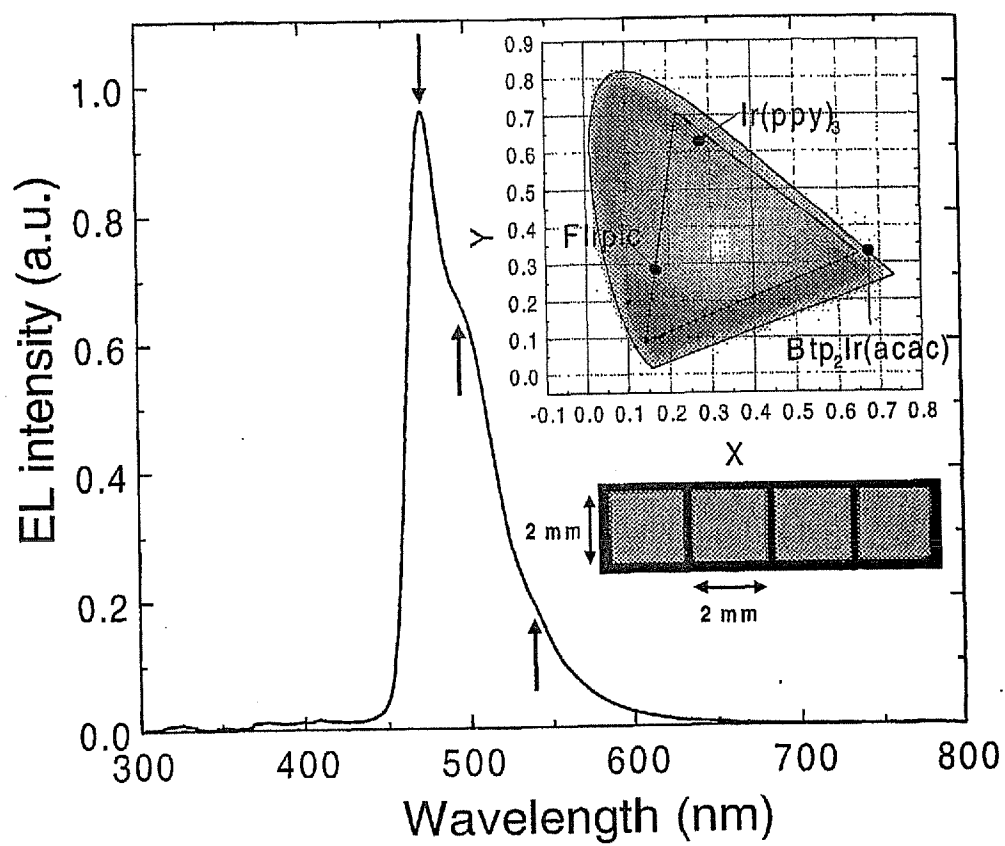 EL intensity (a.u.)
1.0
0.8
0.6
0.4
0.2
0.0
300 400 500 600 700 800
Wavelength (nm)
0.9
0.8
0.7
0.6
0.5
0.4
0.3
0.2
0.1
0.0
Y
-0.1 0.0 0.1 0.2 0.3 0.4 0.5 0.6 0.7 0.8
X
Ir(ppy)₃
FIrpic
Btp₂Ir(acac)
2 mm
2 mm